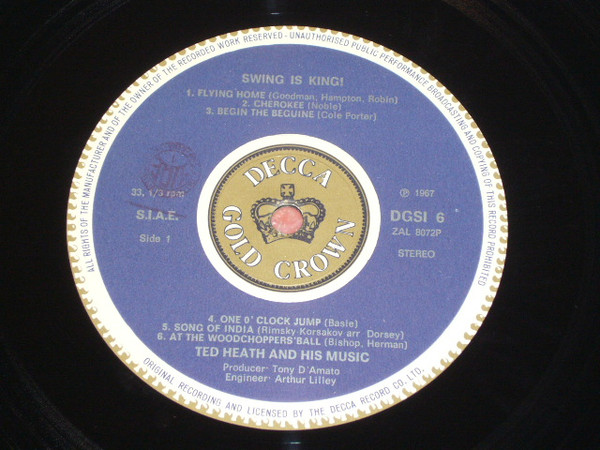 ALL RIGHTS OF THE MANUFACTURER AND OF THE OWNER OF THE RECORDED WORK RESERVED - UNAUTHORISED PUBLIC PERFORMANCE BROADCASTING AND COPYING OF THIS RECORD PROHIBITED
SWING IS KING!
1. FLYING HOME (Goodman, Hampton, Robin)
2. CHEROKEE (Noble)
3. BEGIN THE BEGUINE (Cole Porter)
33. 1/3 rpm
S.I.A.E.
Side 1
DECCA
GOLD CROWN
℗ 1967
DGSI 6
ZAL 8072P
STEREO
4. ONE O' CLOCK JUMP (Basie)
5. SONG OF INDIA (Rimsky-Korsakov arr Dorsey)
6. AT THE WOODCHOPPERS' BALL (Bishop, Herman)
TED HEATH AND HIS MUSIC
Producer: Tony D'Amato
Engineer: Arthur Lilley
ORIGINAL RECORDING AND LICENSED BY THE DECCA RECORD CO. LTD.